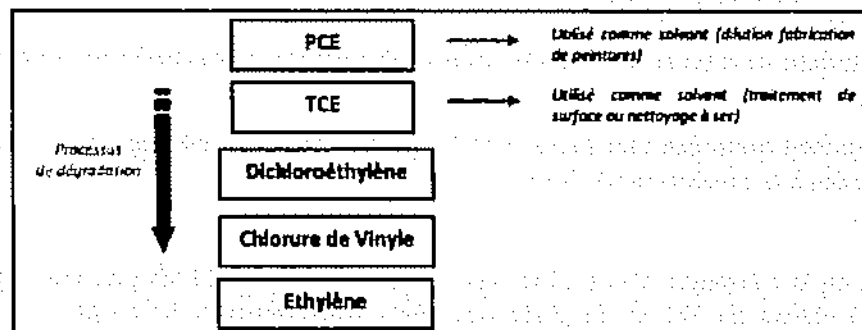 PCE
Utilisé comme solvant (dilution fabrication
de peintures)
TCE
Utilisé comme solvant (traitement de
surface ou nettoyage à sec)
Processus
de dégradation
Dichloroéthylène
Chlorure de Vinyle
Ethylène